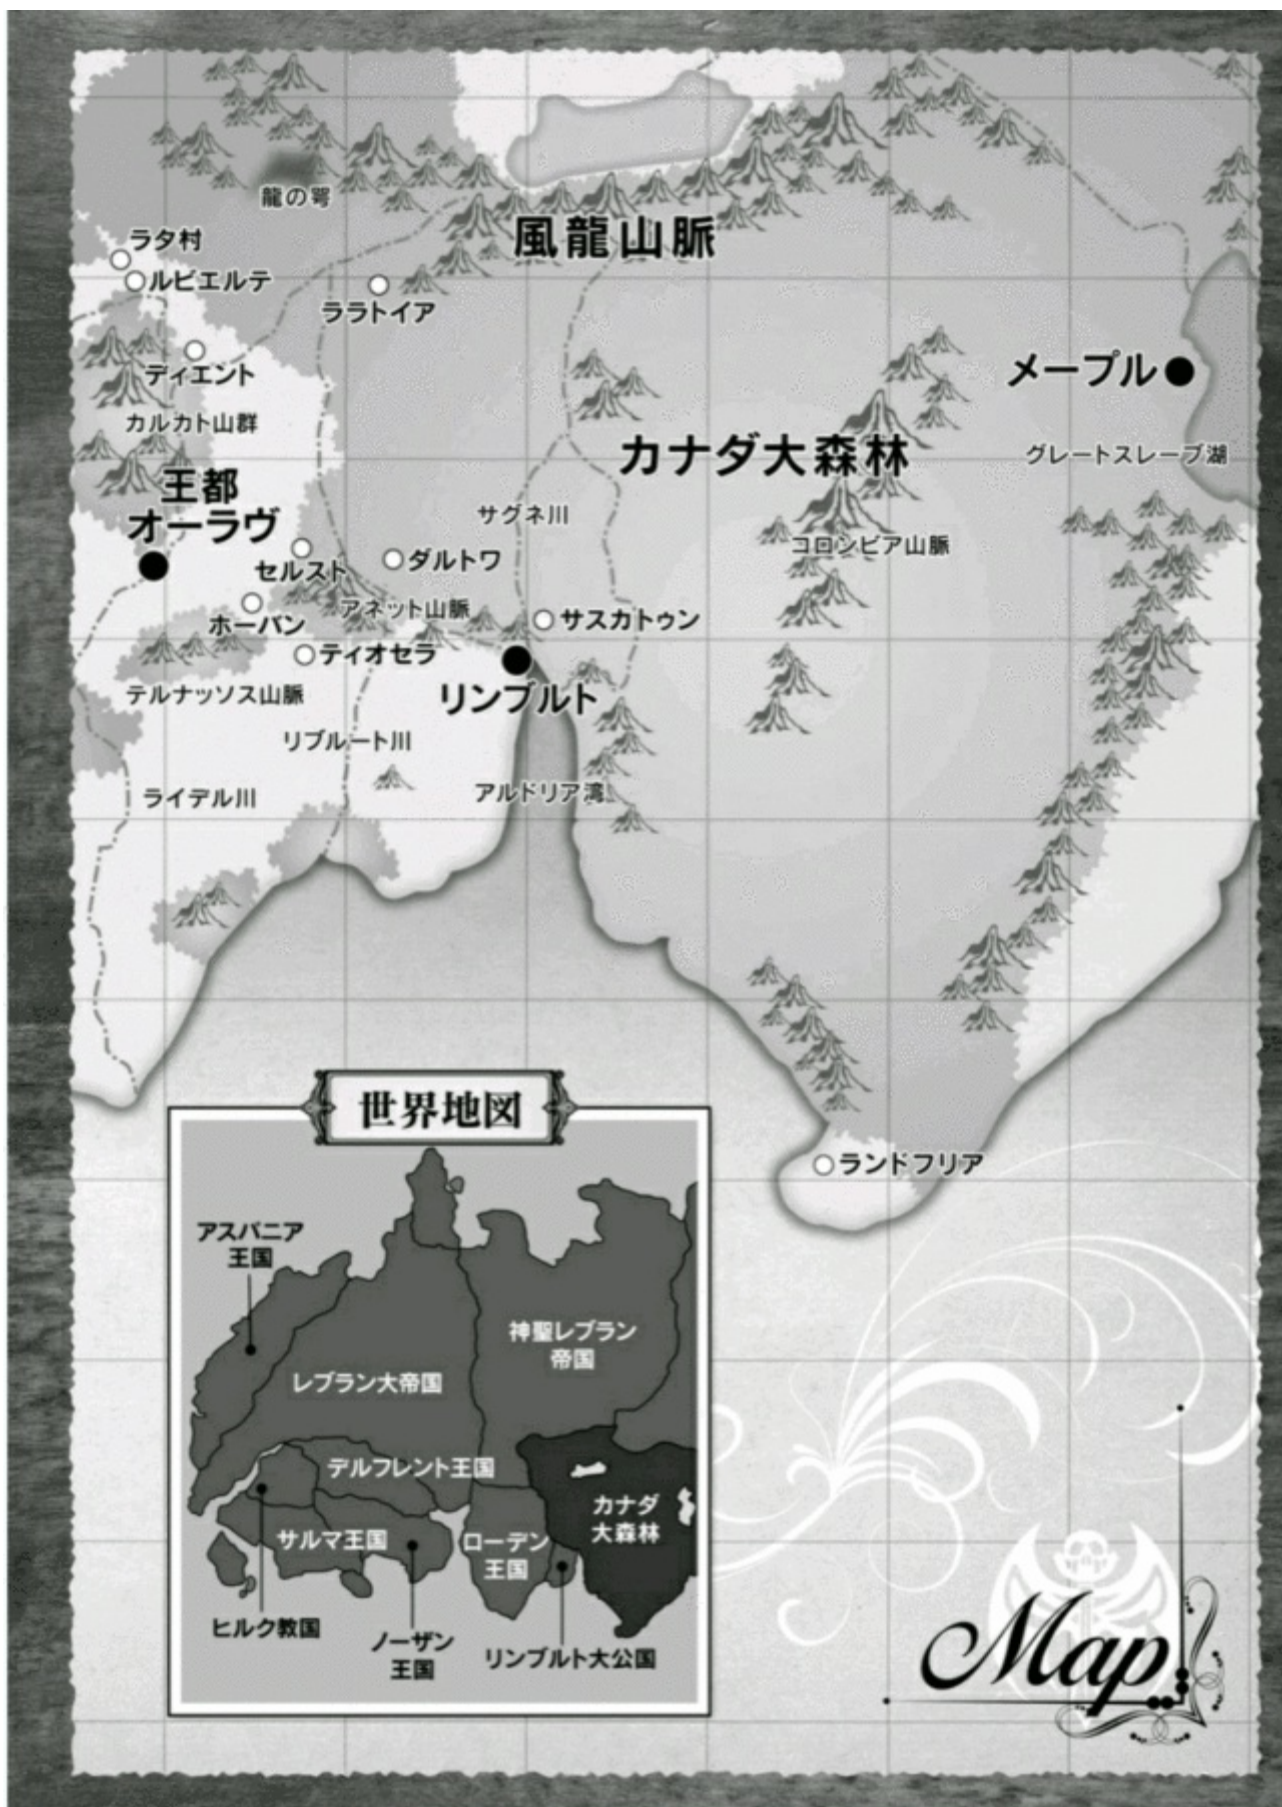 龍の咢
風龍山脈
ラタ村
ルビエルテ
ララトイア
ディエント
カルカト山群
メープル
カナダ大森林
グレートスレーブ湖
王都
オーラヴ
サグネ川
コロンビア山脈
セルスト
ダルトワ
アネット山脈
ホーバン
サスカトゥン
ティオセラ
テルナッソス山脈
リンブルト
リブルート川
ライデル川
アルドリア湾
ランドフリア
世界地図
アスパニア
王国
神聖レブラン
帝国
レブラン大帝国
デルフレント王国
カナダ
大森林
サルマ王国
ローデン
王国
ヒルク教国
ノーザン
王国
リンブルト大公国
Map